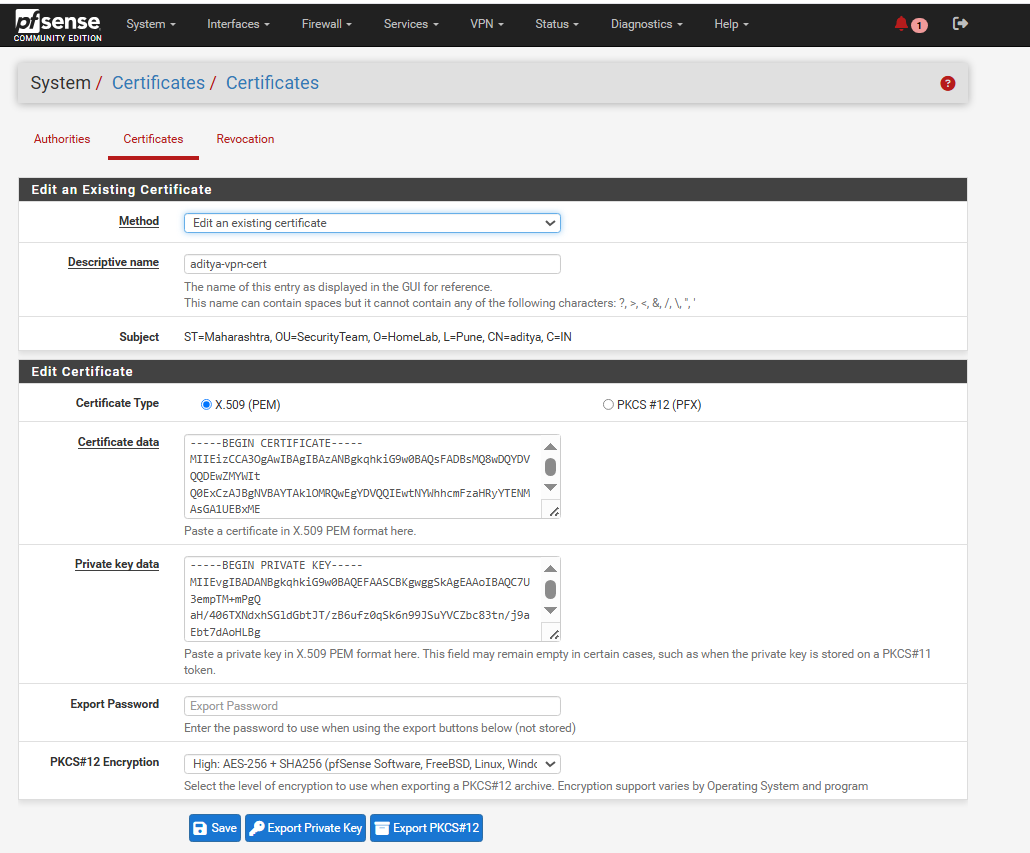 pfsense
COMMUNITY EDITION
System
Interfaces
Firewall
Services
VPN
Status
Diagnostics
Help
1
System / Certificates / Certificates
?
Authorities
Certificates
Revocation
Edit an Existing Certificate
Method
Edit an existing certificate
Descriptive name
aditya-vpn-cert
The name of this entry as displayed in the GUI for reference.
This name can contain spaces but it cannot contain any of the following characters: ?, >, <, &, /, \, ", '
Subject
ST=Maharashtra, OU=SecurityTeam, O=HomeLab, L=Pune, CN=aditya, C=IN
Edit Certificate
Certificate Type
X.509 (PEM)
PKCS #12 (PFX)
Certificate data
-----BEGIN CERTIFICATE-----
MIIEizCCA3OgAwIBAgIBAzANBgkqhkiG9w0BAQsFADBsMQ8wDQYDV
QQDEwZMYWIt
Q0ExCzAJBgNVBAYTAklOMRQwEgYDVQQIEwtNYWhhcmFzaHRyYTENM
AsGA1UEBxME
Paste a certificate in X.509 PEM format here.
Private key data
-----BEGIN PRIVATE KEY-----
MIIEvgIBADANBgkqhkiG9w0BAQEFAASCBKgwggSkAgEAAoIBAQC7U
3empTM+mPgQ
aH/406TXNdxhSGldGbtJT/zB6ufz0qSk6n99JSuYVCZbc83tn/j9a
Ebt7dAoHLBg
Paste a private key in X.509 PEM format here. This field may remain empty in certain cases, such as when the private key is stored on a PKCS#11
token.
Export Password
Export Password
Enter the password to use when using the export buttons below (not stored)
PKCS#12 Encryption
High: AES-256 + SHA256 (pfSense Software, FreeBSD, Linux, Windo
Select the level of encryption to use when exporting a PKCS#12 archive. Encryption support varies by Operating System and program
Save
Export Private Key
Export PKCS#12